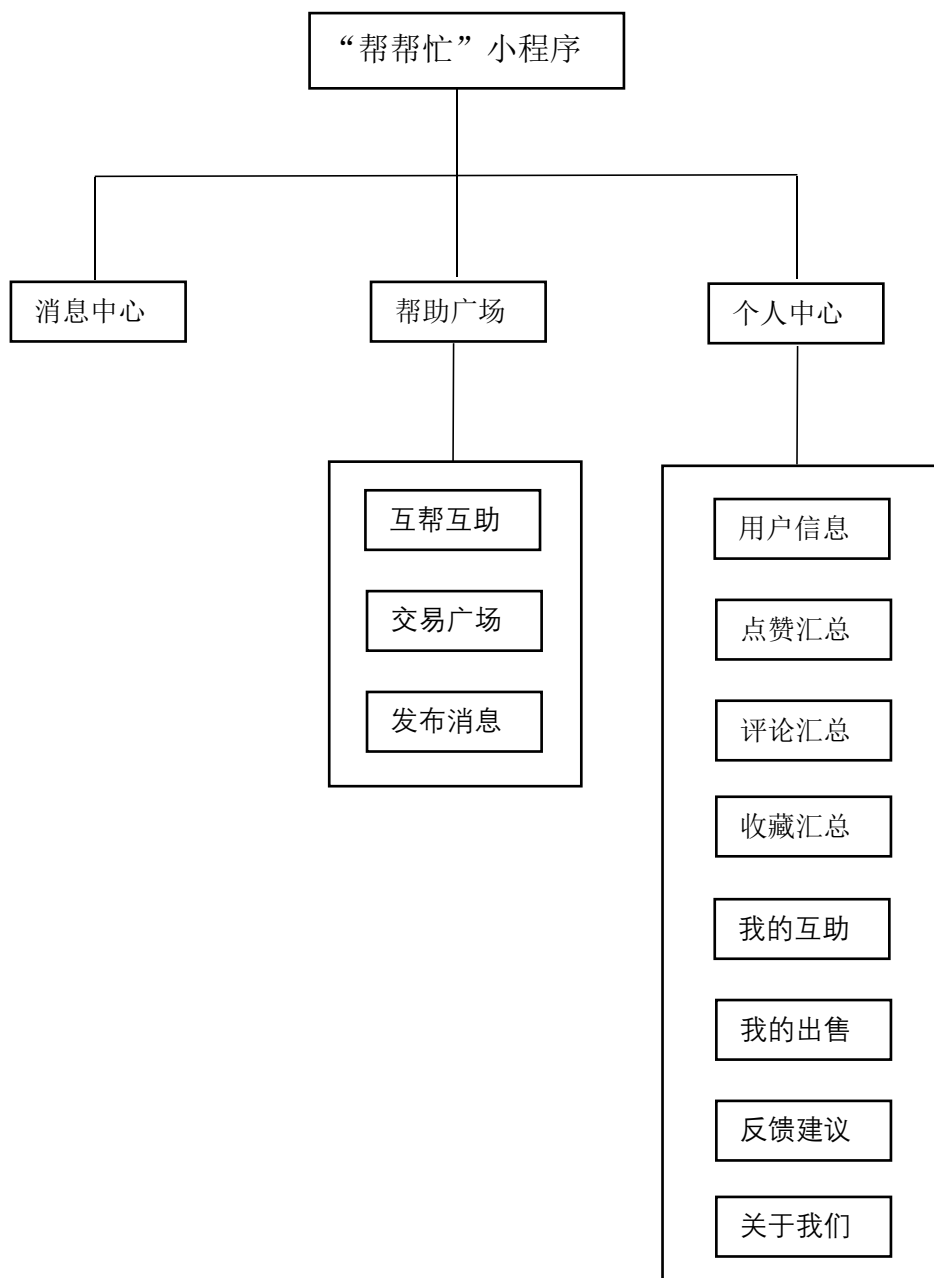 “帮帮忙”小程序
消息中心
帮助广场
个人中心
互帮互助
交易广场
发布消息
用户信息
点赞汇总
评论汇总
收藏汇总
我的互助
我的出售
反馈建议
关于我们